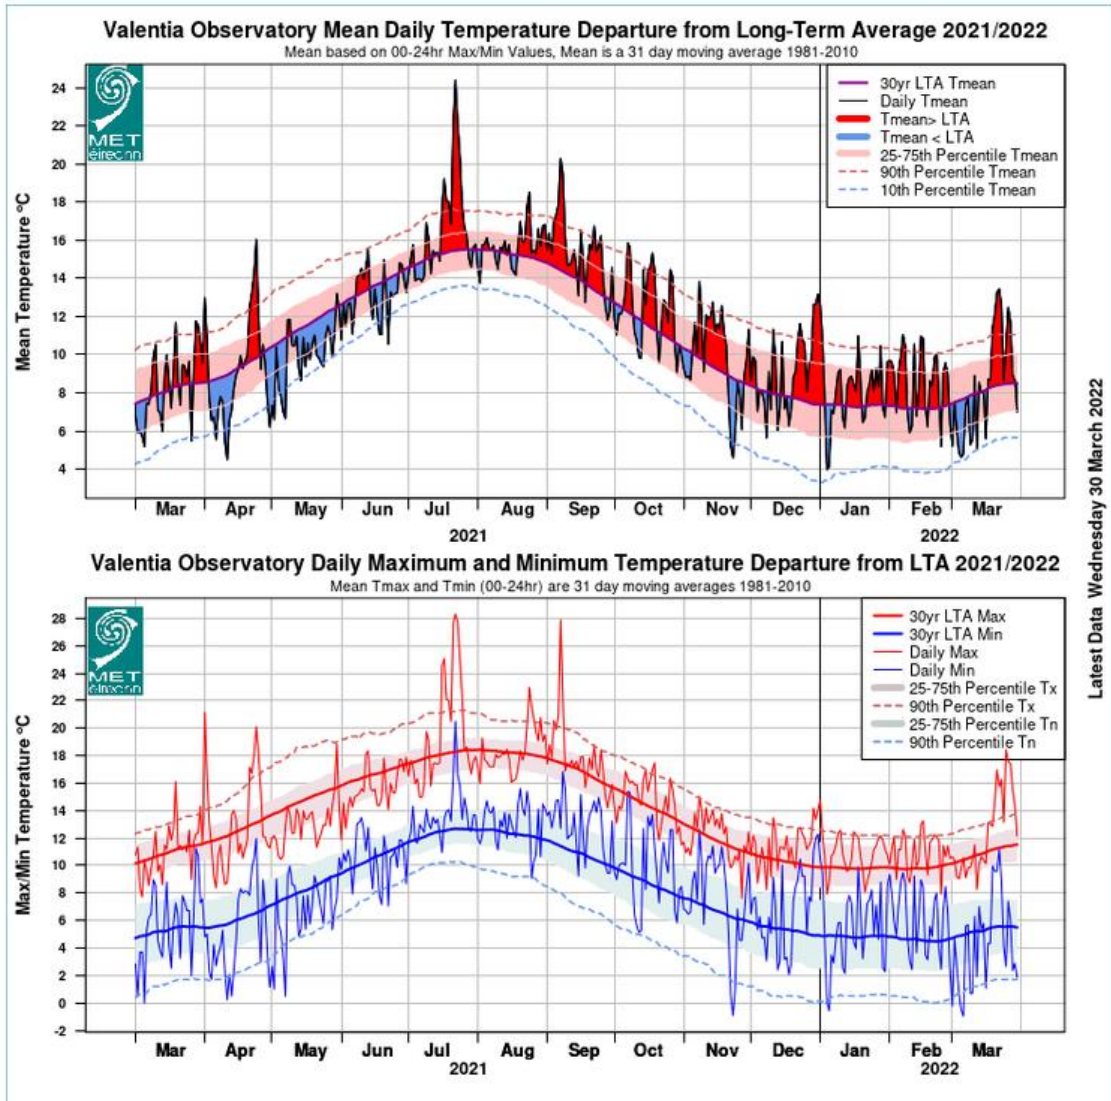 Valentia Observatory Mean Daily Temperature Departure from Long-Term Average 2021/2022
Mean based on 00-24hr Max/Min Values, Mean is a 31 day moving average 1981-2010
MET
éireann
30yr LTA Tmean
Daily Tmean
Tmean> LTA
Tmean < LTA
25-75th Percentile Tmean
90th Percentile Tmean
10th Percentile Tmean
Mean Temperature °C
24
22
20
18
16
14
12
10
8
6
4
Mar Apr May Jun Jul Aug Sep Oct Nov Dec Jan Feb Mar
2021 2022
Valentia Observatory Daily Maximum and Minimum Temperature Departure from LTA 2021/2022
Mean Tmax and Tmin (00-24hr) are 31 day moving averages 1981-2010
MET
éireann
30yr LTA Max
30yr LTA Min
Daily Max
Daily Min
25-75th Percentile Tx
90th Percentile Tx
25-75th Percentile Tn
90th Percentile Tn
Max/Min Temperature °C
28
26
24
22
20
18
16
14
12
10
8
6
4
2
0
-2
Mar Apr May Jun Jul Aug Sep Oct Nov Dec Jan Feb Mar
2021 2022
Latest Data Wednesday 30 March 2022